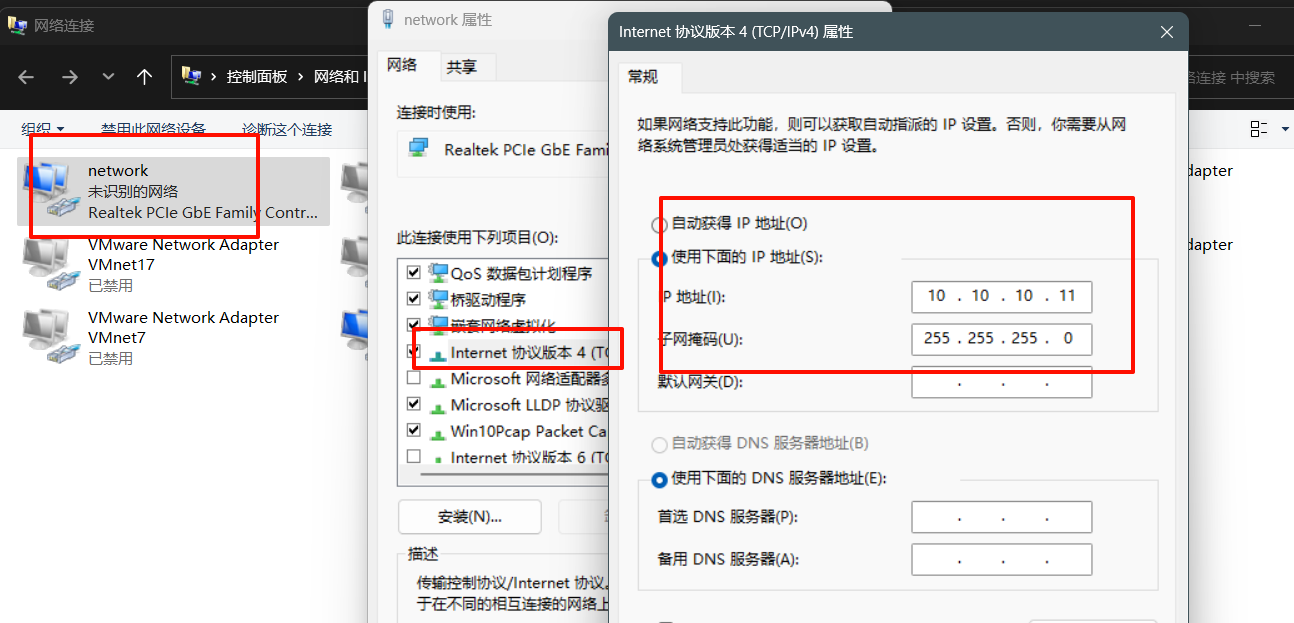 网络连接
控制面板 › 网络和 I
连接 中搜索
组织
禁用此网络设备
诊断这个连接
network
未识别的网络
Realtek PCIe GbE Family Contr...
VMware Network Adapter
VMnet17
已禁用
VMware Network Adapter
VMnet7
已禁用
dapter
dapter
network 属性
网络
共享
连接时使用:
Realtek PCIe GbE Fami
此连接使用下列项目(O):
QoS 数据包计划程序
桥驱动程序
嵌套网络虚拟化
Internet 协议版本 4 (TC
Microsoft 网络适配器多
Microsoft LLDP 协议驱
Win10Pcap Packet Ca
Internet 协议版本 6 (TC
安装(N)...
描述
传输控制协议/Internet 协议。
于在不同的相互连接的网络上
Internet 协议版本 4 (TCP/IPv4) 属性
常规
如果网络支持此功能，则可以获取自动指派的 IP 设置。否则，你需要从网
络系统管理员处获得适当的 IP 设置。
自动获得 IP 地址(O)
使用下面的 IP 地址(S):
IP 地址(I):
10 . 10 . 10 . 11
子网掩码(U):
255 . 255 . 255 . 0
默认网关(D):
. . .
自动获得 DNS 服务器地址(B)
使用下面的 DNS 服务器地址(E):
首选 DNS 服务器(P):
. . .
备用 DNS 服务器(A):
. . .